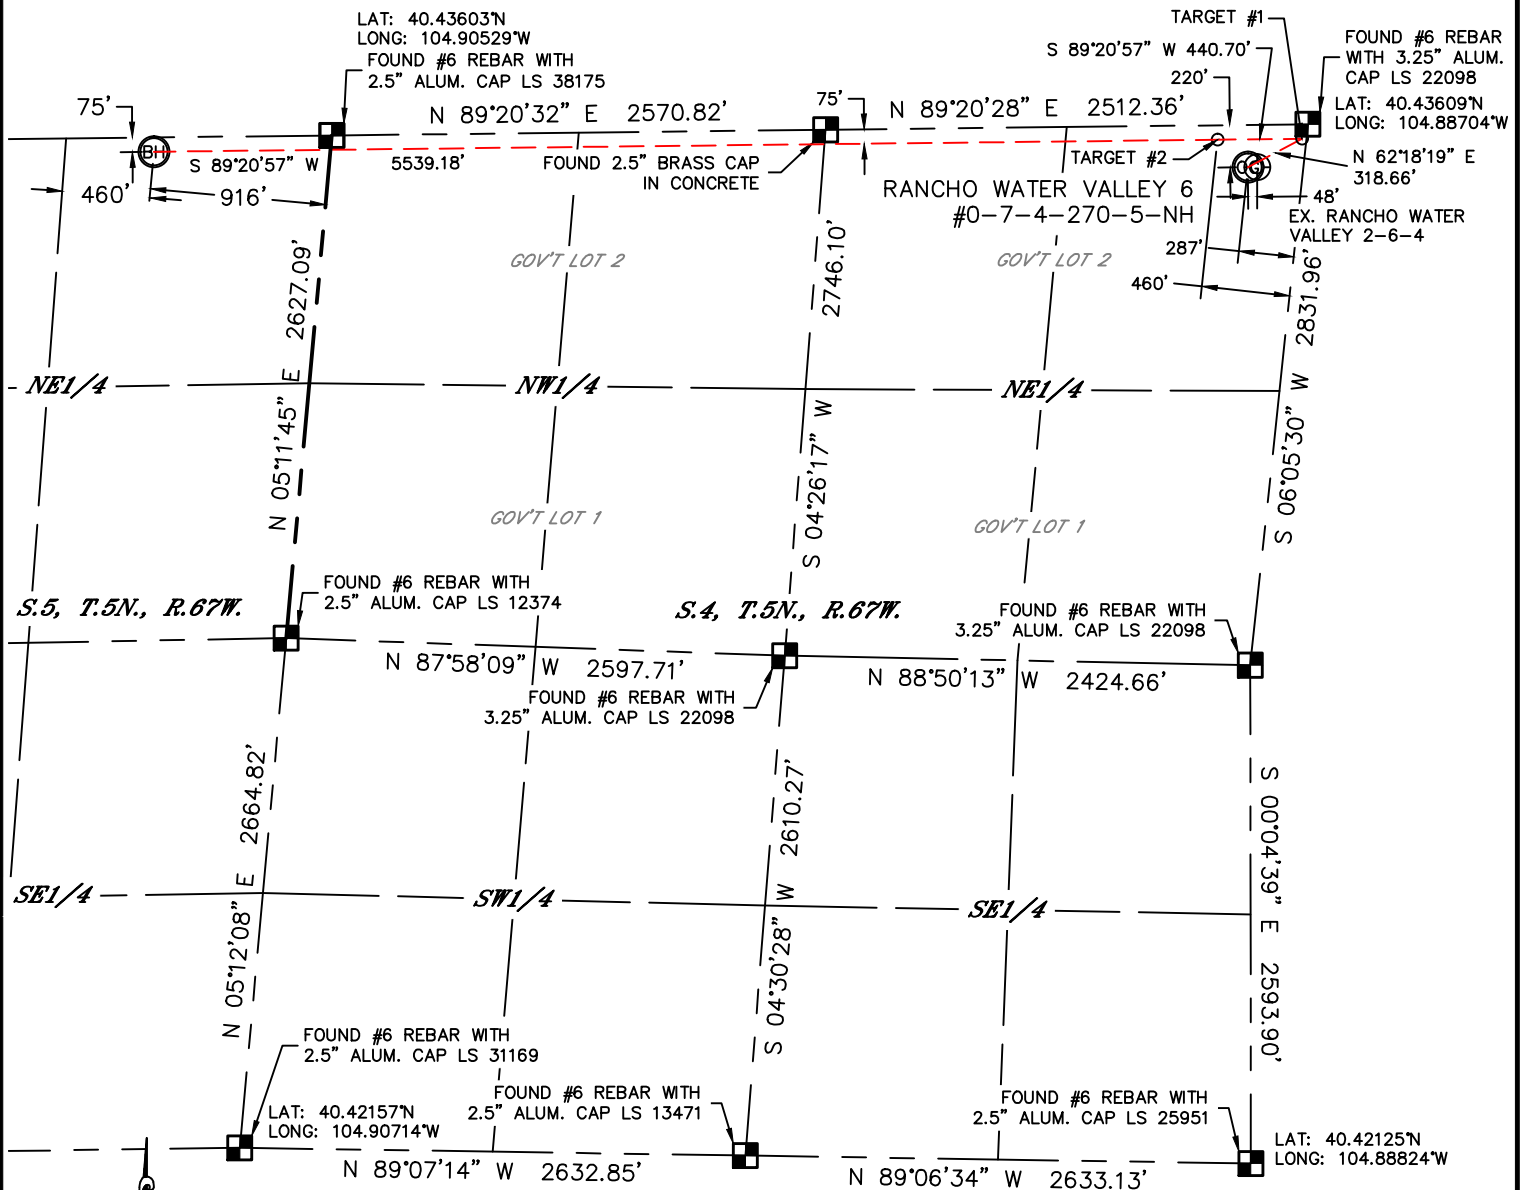 LAT: 40.43603°N
LONG: 104.90529°W
FOUND #6 REBAR WITH
2.5" ALUM. CAP LS 38175
TARGET #1
S 89°20'57" W 440.70'
220'
FOUND #6 REBAR
WITH 3.25" ALUM.
CAP LS 22098
LAT: 40.43609°N
LONG: 104.88704°W
75'
N 89°20'32" E 2570.82'
75'
N 89°20'28" E 2512.36'
BH
S 89°20'57" W 5539.18'
FOUND 2.5" BRASS CAP
IN CONCRETE
TARGET #2
N 62°18'19" E
318.66'
460'
916'
RANCHO WATER VALLEY 6
#0-7-4-270-5-NH
48'
EX. RANCHO WATER
VALLEY 2-6-4
287'
460'
GOV'T LOT 2
GOV'T LOT 2
N 05°11'45" E 2627.09'
2746.10'
S 04°26'17" W
S 06°05'30" W 2831.96'
NE1/4
NW1/4
NE1/4
GOV'T LOT 1
GOV'T LOT 1
FOUND #6 REBAR WITH
2.5" ALUM. CAP LS 12374
S.5, T.5N., R.67W.
S.4, T.5N., R.67W.
FOUND #6 REBAR WITH
3.25" ALUM. CAP LS 22098
N 87°58'09" W 2597.71'
N 88°50'13" W 2424.66'
FOUND #6 REBAR WITH
3.25" ALUM. CAP LS 22098
N 05°12'08" E 2664.82'
S 04°30'28" W 2610.27'
S 00°04'39" E 2593.90'
SE1/4
SW1/4
SE1/4
FOUND #6 REBAR WITH
2.5" ALUM. CAP LS 31169
FOUND #6 REBAR WITH
2.5" ALUM. CAP LS 13471
FOUND #6 REBAR WITH
2.5" ALUM. CAP LS 25951
LAT: 40.42157°N
LONG: 104.90714°W
LAT: 40.42125°N
LONG: 104.88824°W
N 89°07'14" W 2632.85'
N 89°06'34" W 2633.13'